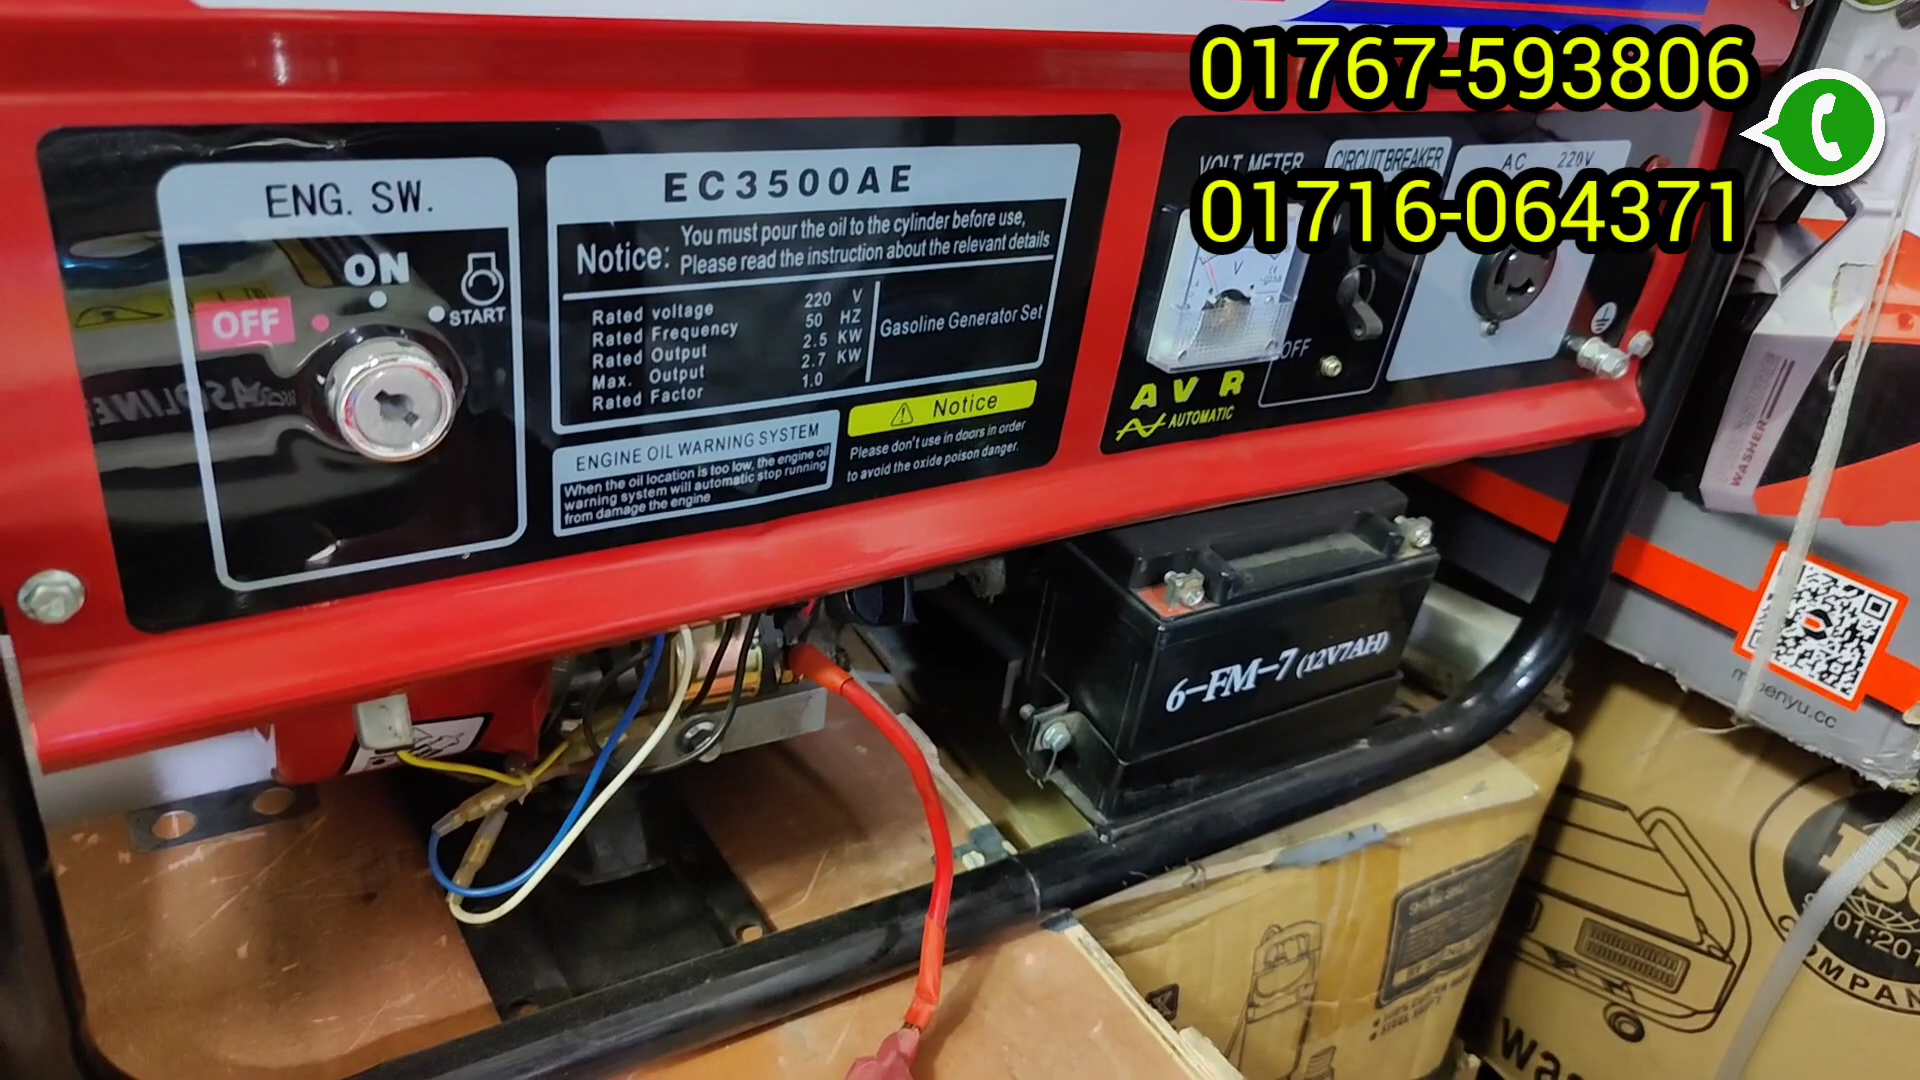 01767-593806
01716-064371
ENG. SW.
ON
OFF
START
EC3500AE
Notice: You must pour the oil to the cylinder before use,
Please read the instruction about the relevant details
Rated voltage 220 V
Rated Frequency 50 HZ
Rated Output 2.5 KW
Max. Output 2.7 KW
Rated Factor 1.0
Gasoline Generator Set
ENGINE OIL WARNING SYSTEM
When the oil location is too low, the engine oil
warning system will automatic stop running
from damage the engine
Notice
Please don't use in doors in order
to avoid the oxide poison danger.
VOLT METER
CIRCUIT BREAKER
AC 220V
V
OFF
AVR
AUTOMATIC
6-FM-7 (12V7AH)
WASHER